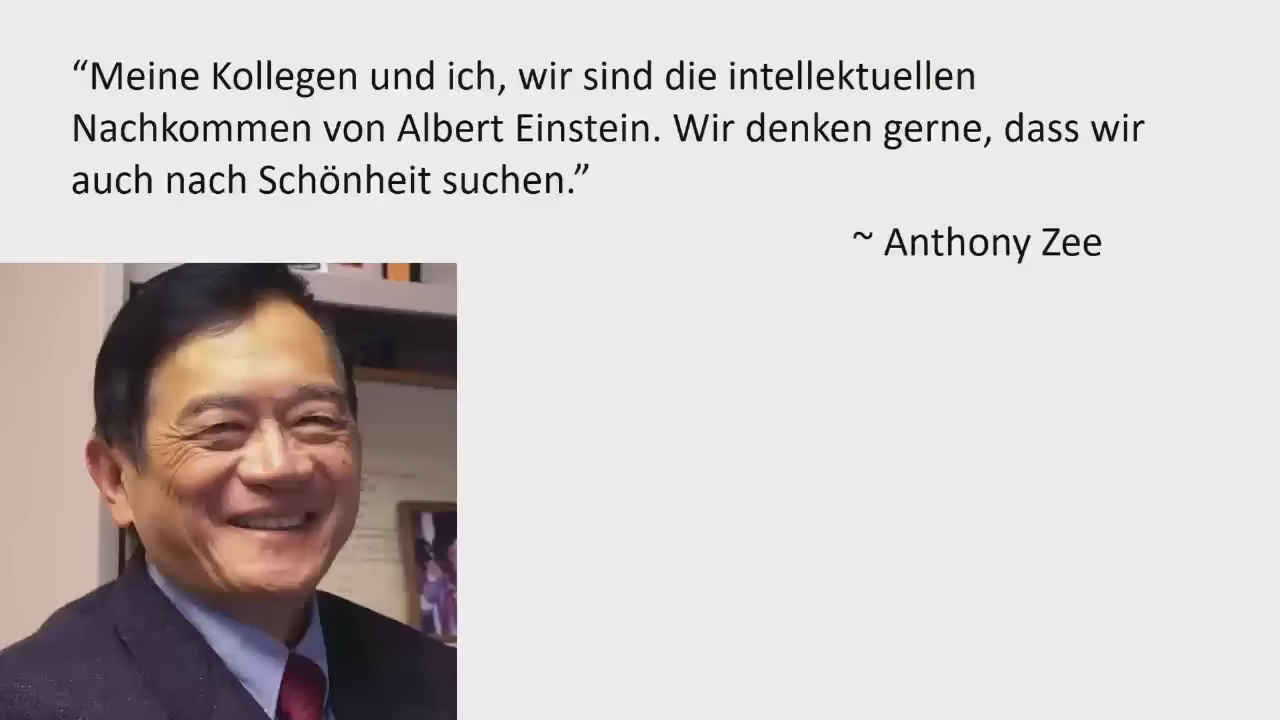 “Meine Kollegen und ich, wir sind die intellektuellen
Nachkommen von Albert Einstein. Wir denken gerne, dass wir
auch nach Schönheit suchen.”
~ Anthony Zee